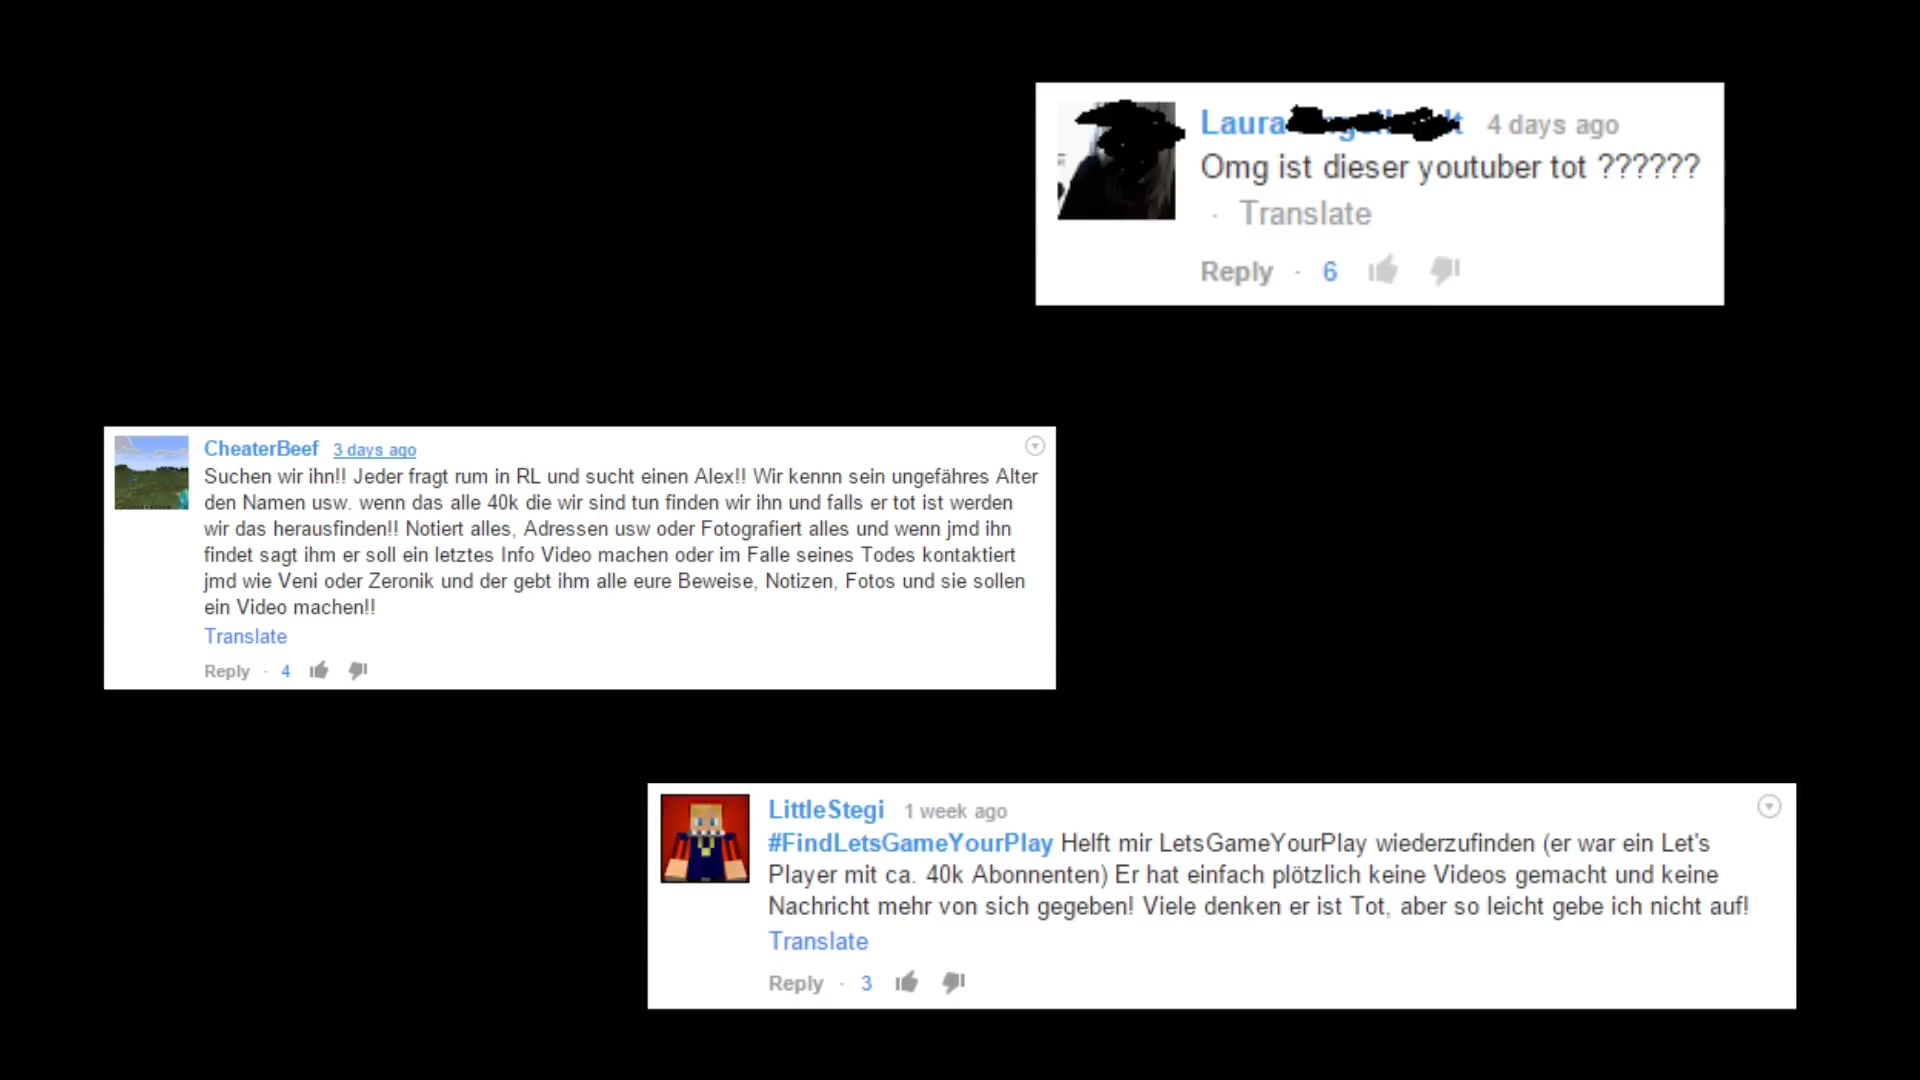 Laura 4 days ago
Omg ist dieser youtuber tot ??????
· Translate
Reply · 6
CheaterBeef 3 days ago
Suchen wir ihn!! Jeder fragt rum in RL und sucht einen Alex!! Wir kennn sein ungefähres Alter
den Namen usw. wenn das alle 40k die wir sind tun finden wir ihn und falls er tot ist werden
wir das herausfinden!! Notiert alles, Adressen usw oder Fotografiert alles und wenn jmd ihn
findet sagt ihm er soll ein letztes Info Video machen oder im Falle seines Todes kontaktiert
jmd wie Veni oder Zeronik und der gebt ihm alle eure Beweise, Notizen, Fotos und sie sollen
ein Video machen!!
Translate
Reply · 4
LittleStegi 1 week ago
#FindLetsGameYourPlay Helft mir LetsGameYourPlay wiederzufinden (er war ein Let's
Player mit ca. 40k Abonnenten) Er hat einfach plötzlich keine Videos gemacht und keine
Nachricht mehr von sich gegeben! Viele denken er ist Tot, aber so leicht gebe ich nicht auf!
Translate
Reply · 3